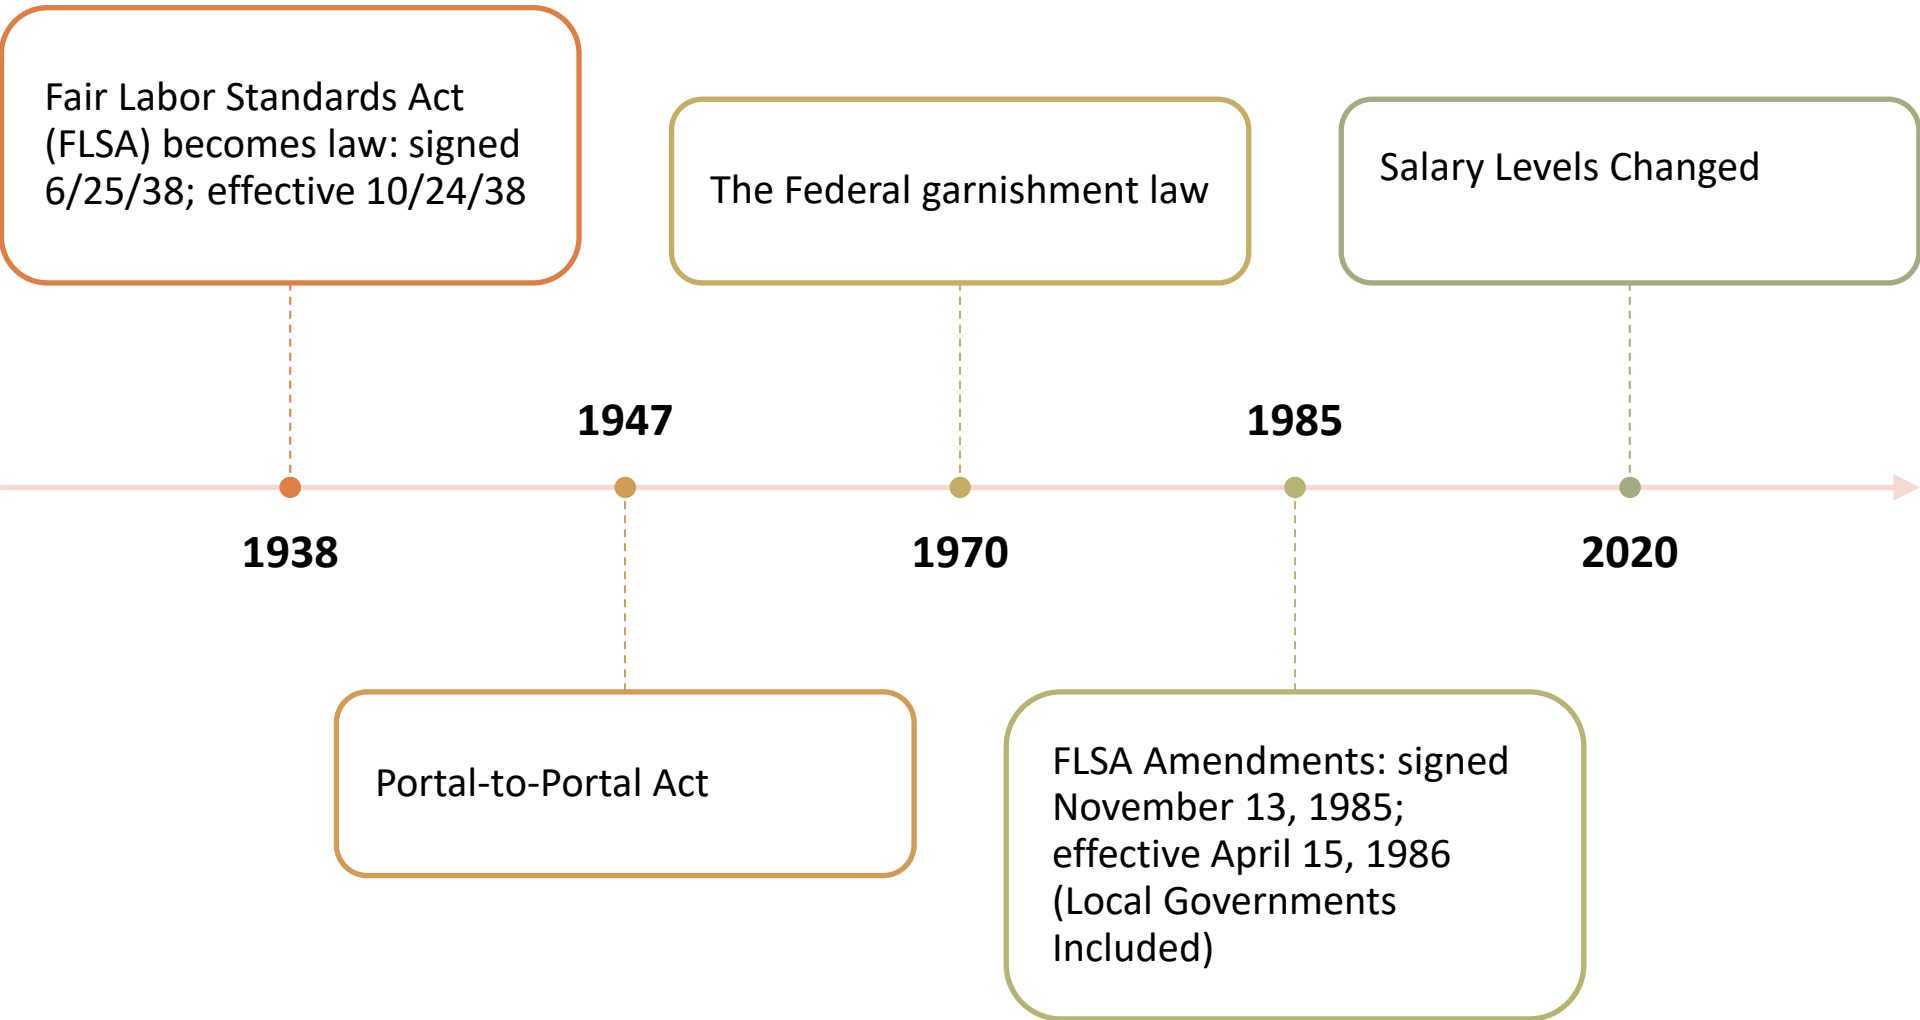 Fair Labor Standards Act
(FLSA) becomes law: signed
6/25/38; effective 10/24/38
The Federal garnishment law
Salary Levels Changed
1947
1985
1938
1970
2020
Portal-to-Portal Act
FLSA Amendments: signed
November 13, 1985;
effective April 15, 1986
(Local Governments
Included)